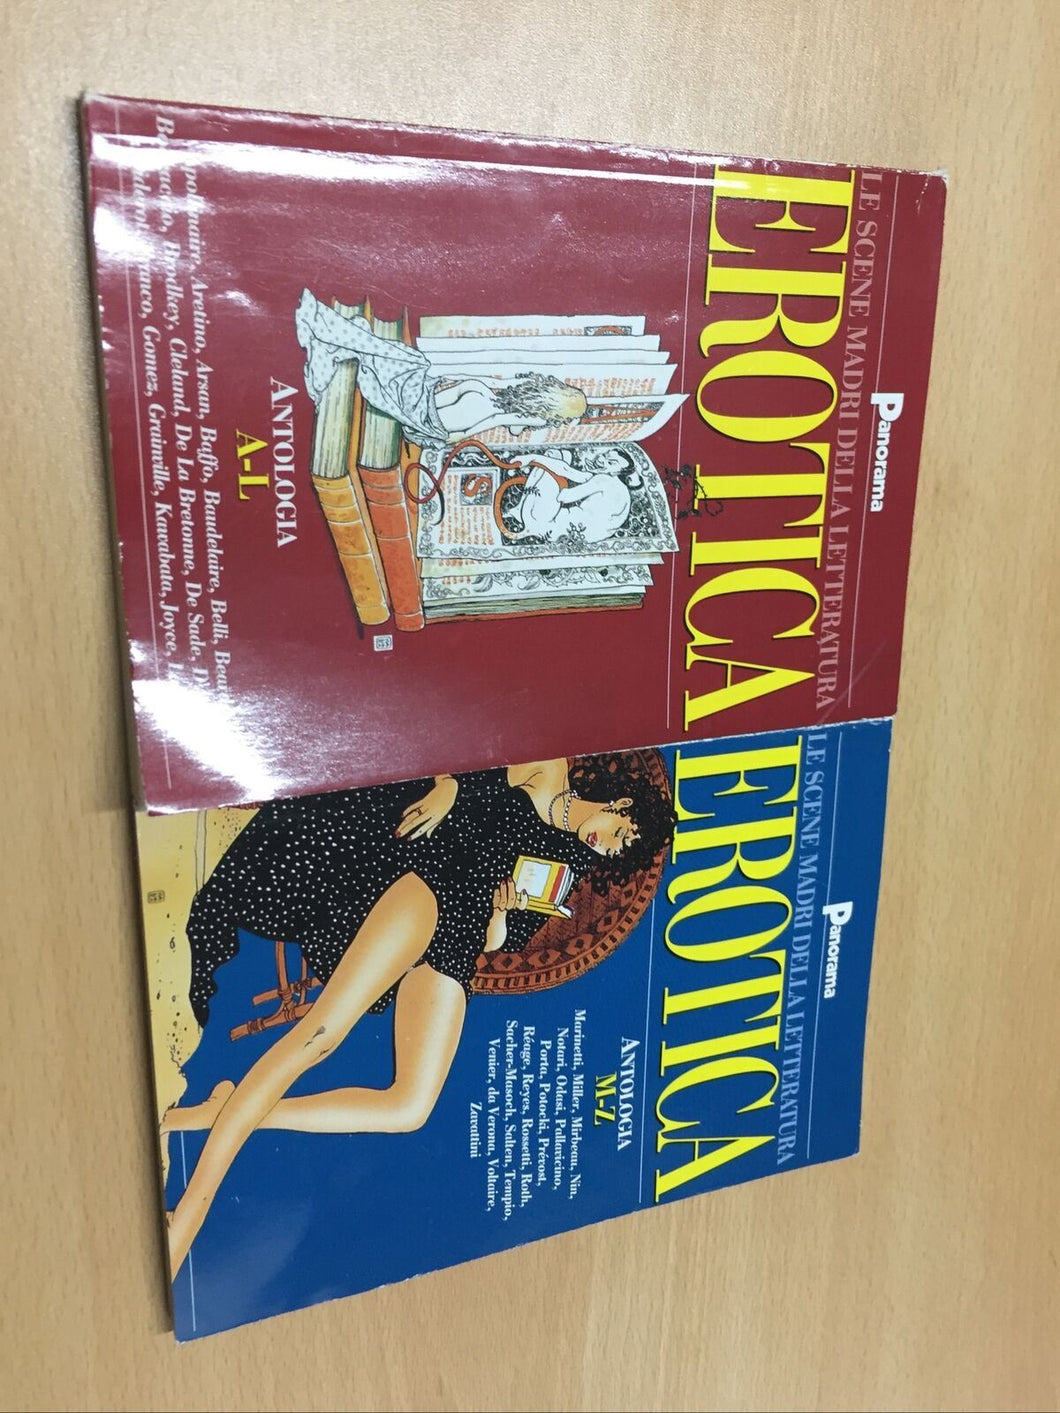 Panorama
LE SCENE MADRI DELLA LETTERATURA
EROTICA
ANTOLOGIA
A-L
Aretino, Arsan, Baffo, Baudelaire, Belli,
Brodkey, Cleland, De La Bretonne, De Sade,
Gomez, Grainville, Kawabata, Joyce,
Panorama
LE SCENE MADRI DELLA LETTERATURA
EROTICA
ANTOLOGIA
M-Z
Marinetti, Miller, Mirbeau, Nin,
Notari, Odasi, Pallavicino,
Porta, Potocki, Prévost,
Réage, Reyes, Rossetti, Roth,
Sacher-Masoch, Salten, Tempio,
Venier, da Verona, Voltaire,
Zavattini